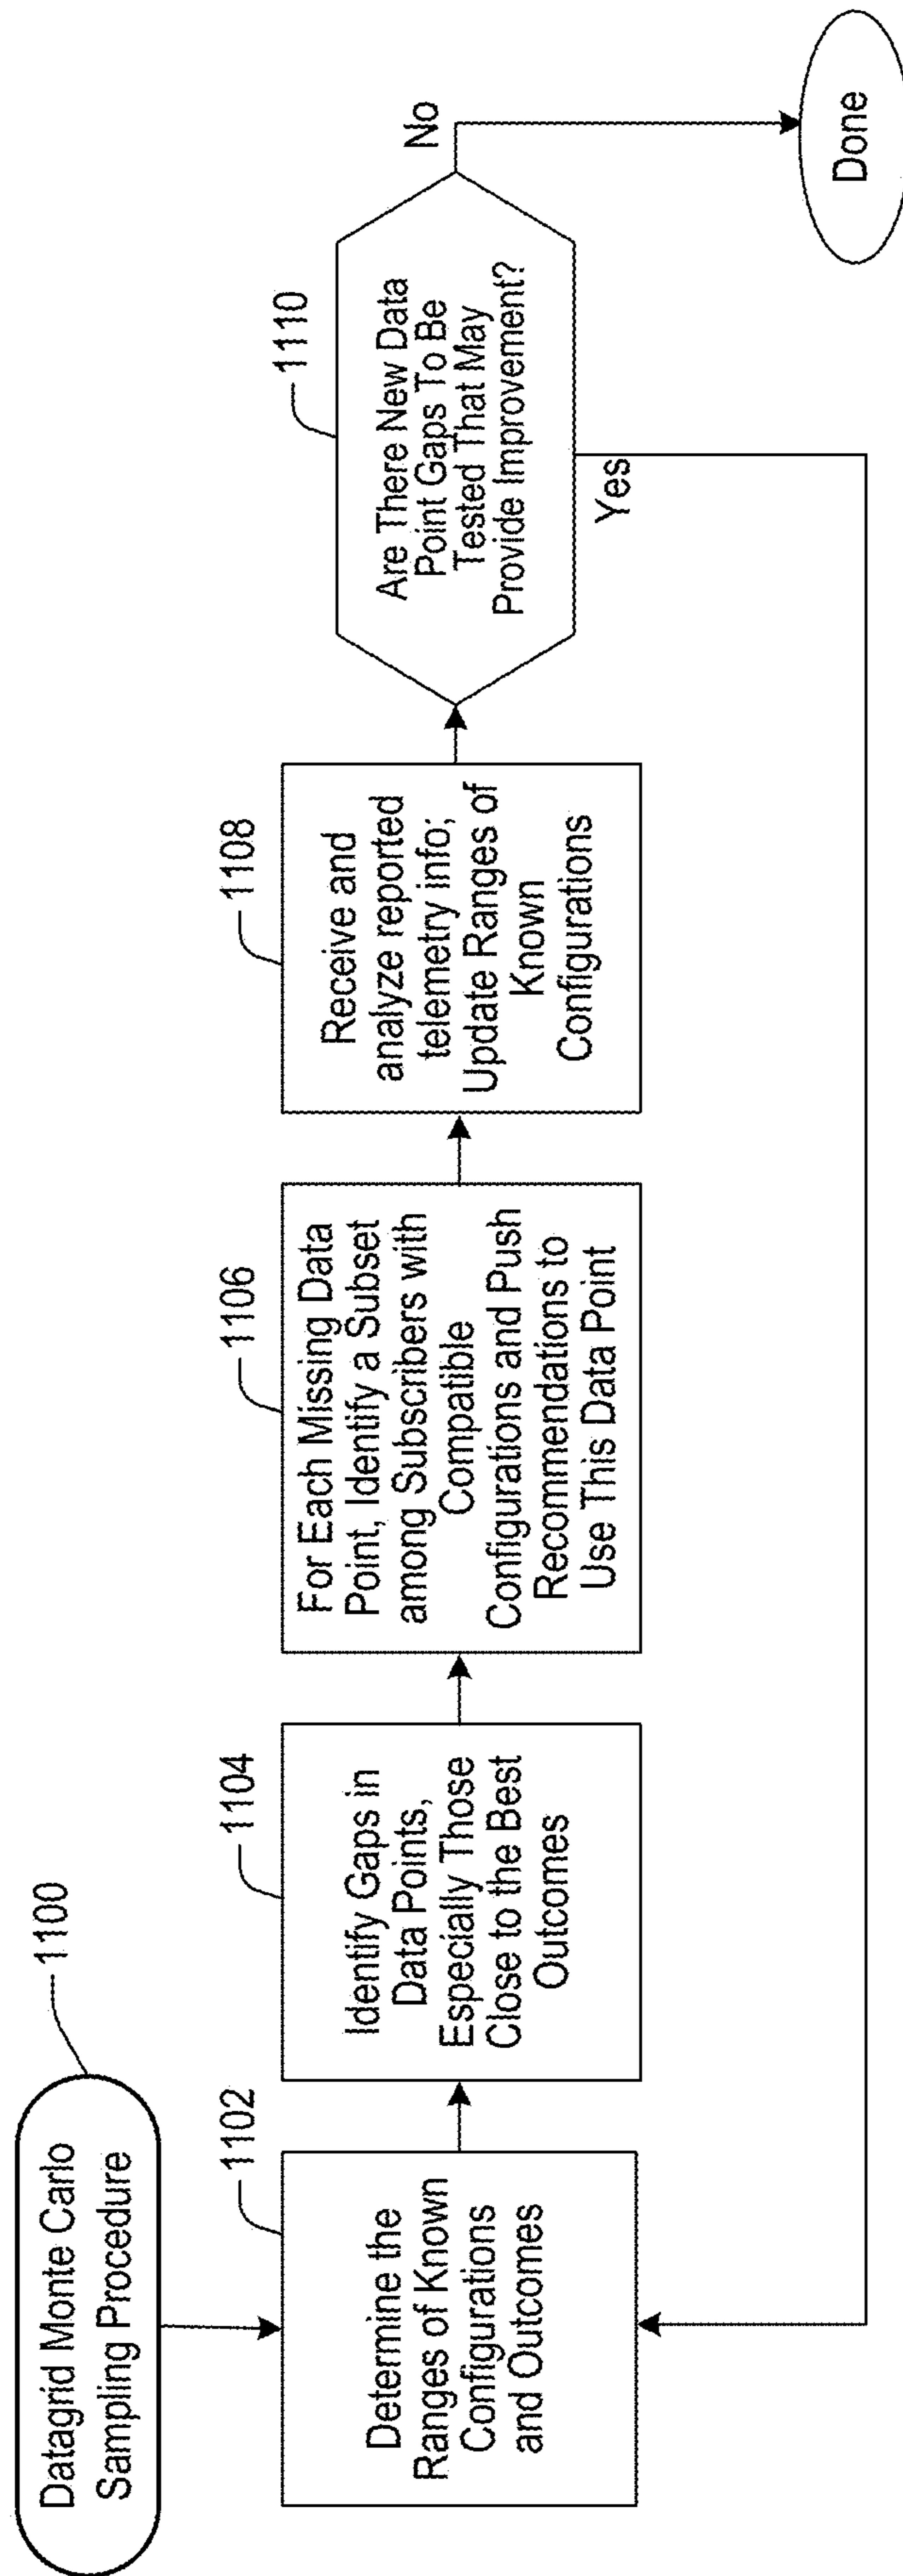 Datagrid Monte Carlo
Sampling Procedure
1100
1102
Determine the
Ranges of Known
Configurations
and Outcomes
1104
Identify Gaps in
Data Points,
Especially Those
Close to the Best
Outcomes
1106
For Each Missing Data
Point, Identify a Subset
among Subscribers with
Compatible
Configurations and Push
Recommendations to
Use This Data Point
1108
Receive and
analyze reported
telemetry info;
Update Ranges of
Known
Configurations
1110
Are There New Data
Point Gaps To Be
Tested That May
Provide Improvement?
No
Yes
Done